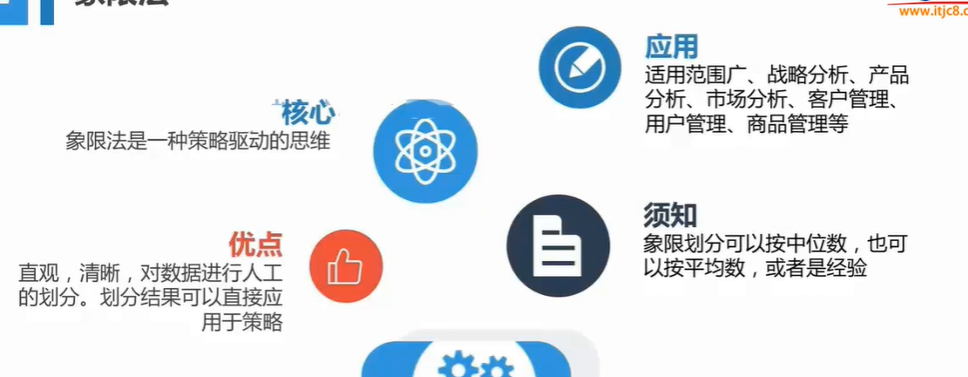 象限法
www.itjc8.c
应用
适用范围广、战略分析、产品
分析、市场分析、客户管理、
用户管理、商品管理等
核心
象限法是一种策略驱动的思维
须知
象限划分可以按中位数，也可
以按平均数，或者是经验
优点
直观，清晰，对数据进行人工
的划分。划分结果可以直接应
用于策略